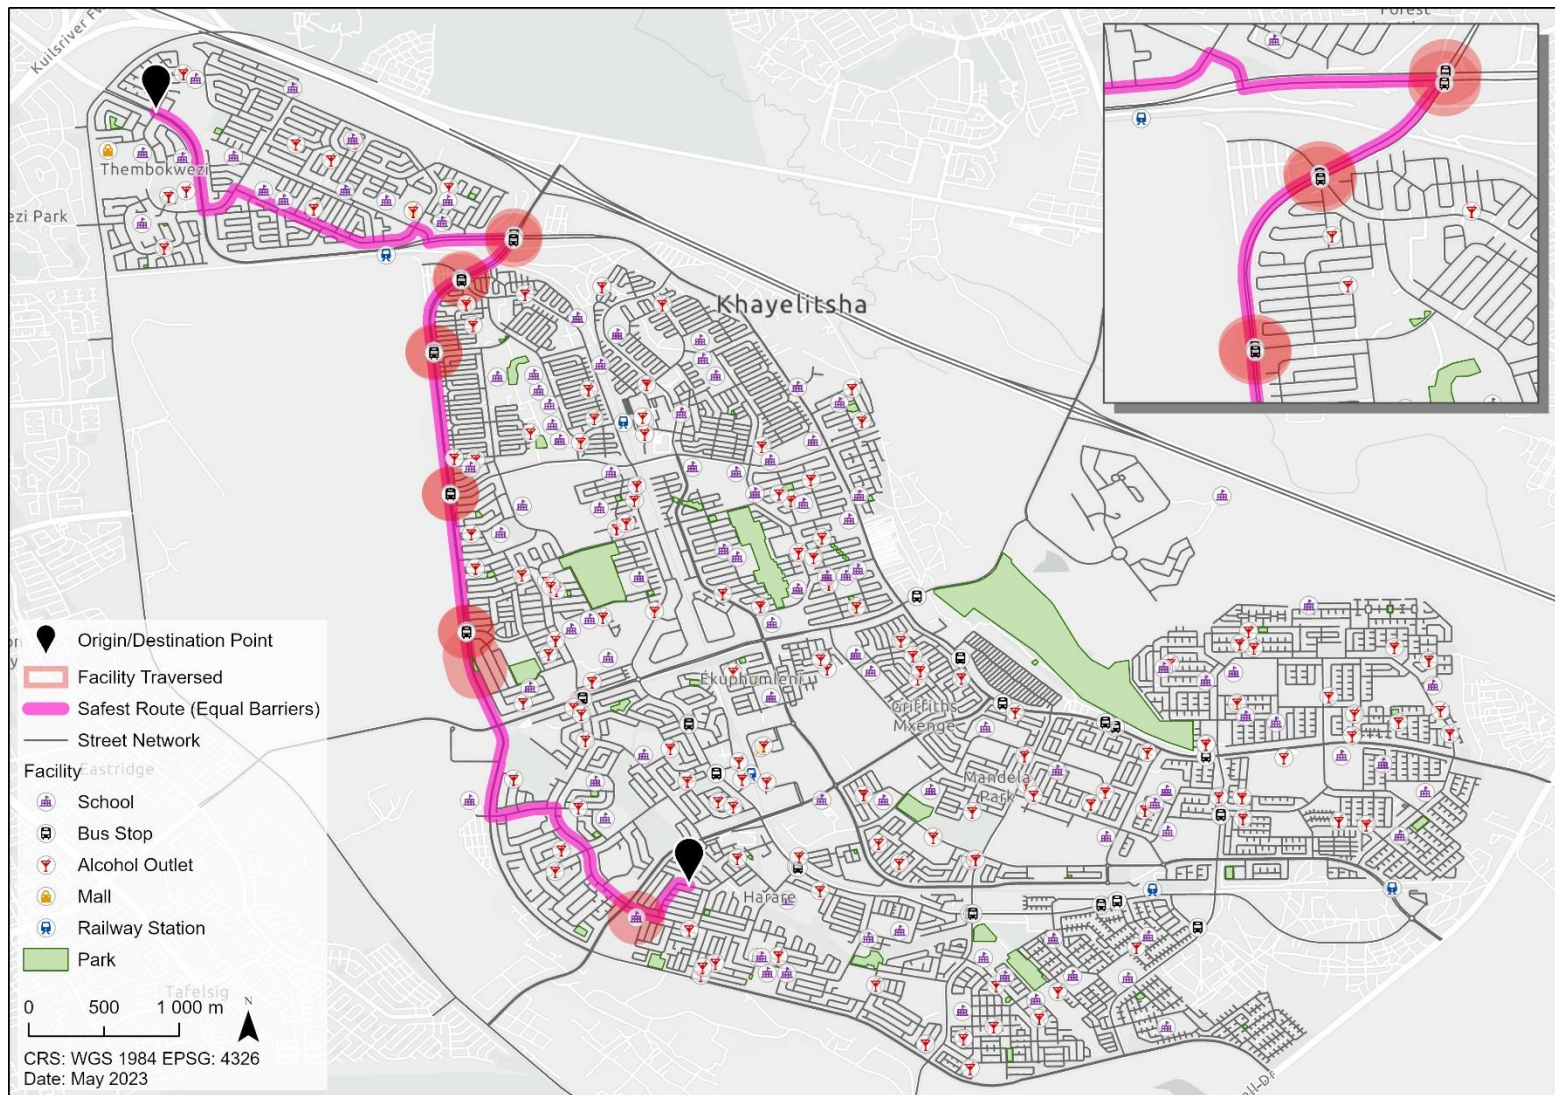 Kuilsriver F
Forest
Thembokwezi
ezi Park
Khayelitsha
Ekuphumleni
Griffiths
Mxenge
Mandela
Park
Harare
Eastridge
Tafelsig
Origin/Destination Point
Facility Traversed
Safest Route (Equal Barriers)
Street Network
Facility
School
Bus Stop
Alcohol Outlet
Mall
Railway Station
Park
0 500 1 000 m
N
CRS: WGS 1984 EPSG: 4326
Date: May 2023